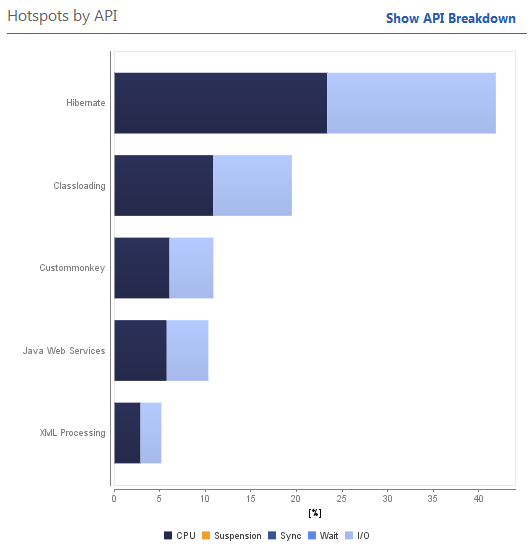 Hotspots by API
Show API Breakdown
Hibernate
Classloading
Custommonkey
Java Web Services
XML Processing
0 5 10 15 20 25 30 35 40
[%]
CPU Suspension Sync Wait I/O